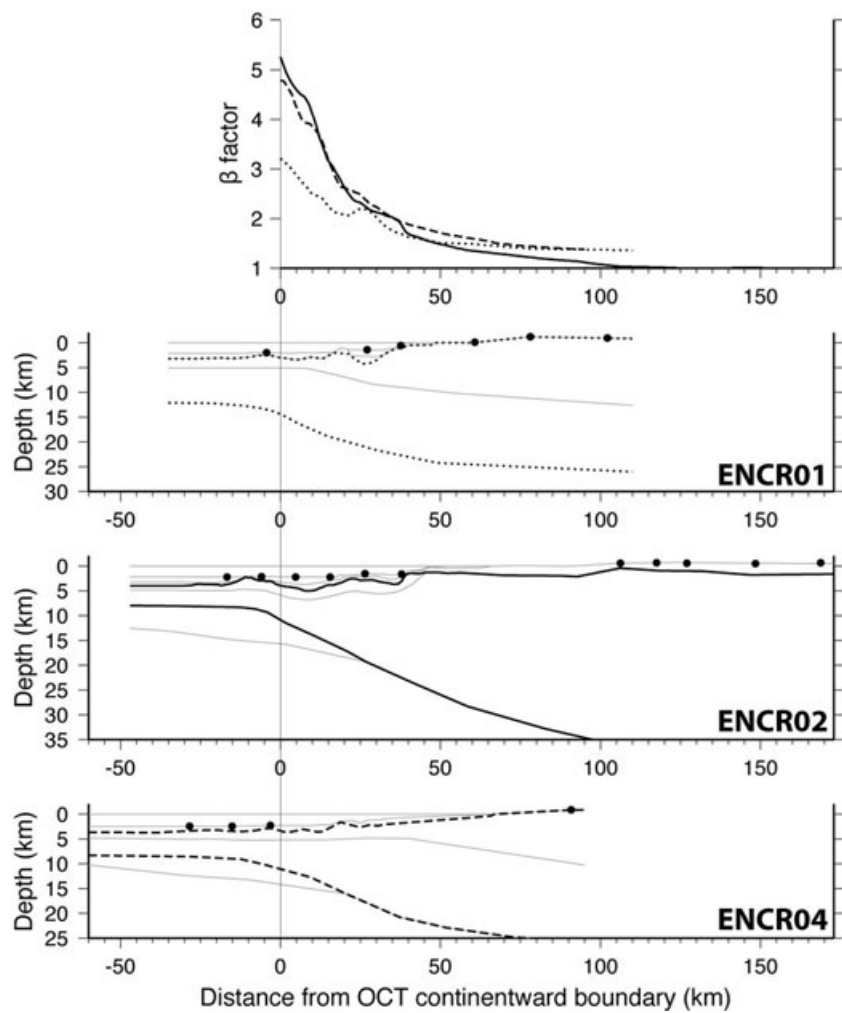 6
5
4
3
2
1
β factor
0 50 100 150
0
5
10
15
20
25
30
Depth (km)
ENCR01
-50 0 50 100 150
0
5
10
15
20
25
30
35
Depth (km)
ENCR02
-50 0 50 100 150
0
5
10
15
20
25
Depth (km)
ENCR04
-50 0 50 100 150
Distance from OCT continentward boundary (km)